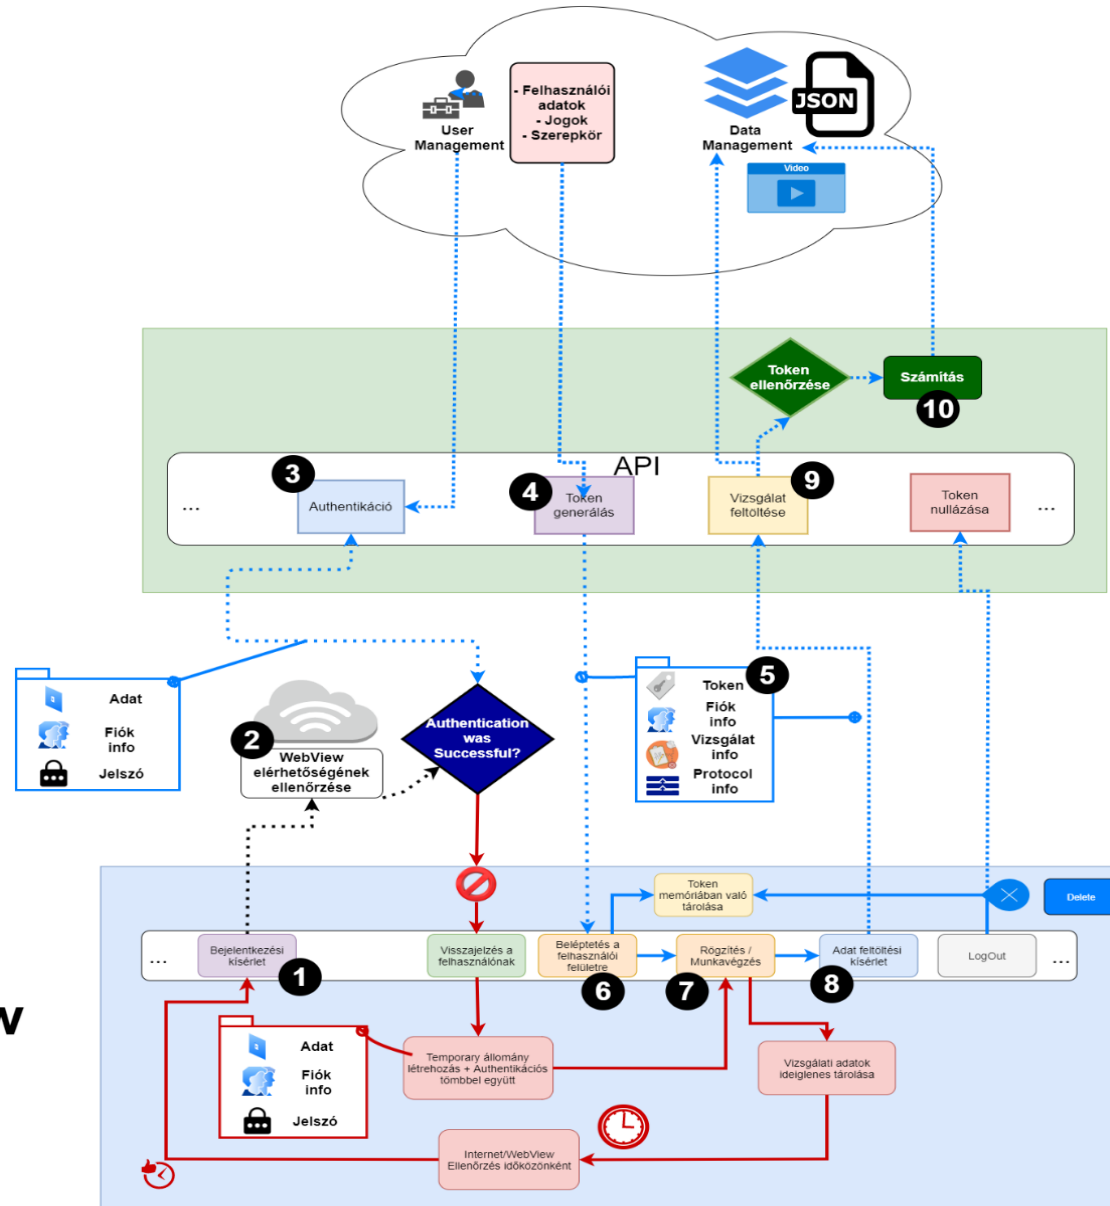 User
Management
- Felhasználói
adatok
- Jogok
- Szerepkör
Data
Management
JSON
Video
Token
ellenőrzése
Számítás
10
API
3
Authentikáció
4
Token
generálás
9
Vizsgálat
feltöltése
Token
nullázása
...
...
Adat
Fiók
info
Jelszó
2
WebView
elérhetőségének
ellenőrzése
Authentication
was
Successful?
5
Token
Fiók
info
Vizsgálat
info
Protocol
info
Token
memóriában való
tárolása
Delete
...
Bejelentkezési
kísérlet
1
Visszajelzés a
felhasználónak
Beléptetés a
felhasználói
felületre
6
Rögzítés /
Munkavégzés
7
Adat feltöltési
kísérlet
8
LogOut
...
w
Adat
Fiók
info
Jelszó
Temporary állomány
létrehozás + Authentikációs
tömbbel együtt
Vizsgálati adatok
ideiglenes tárolása
Internet/WebView
Ellenőrzés időközönként